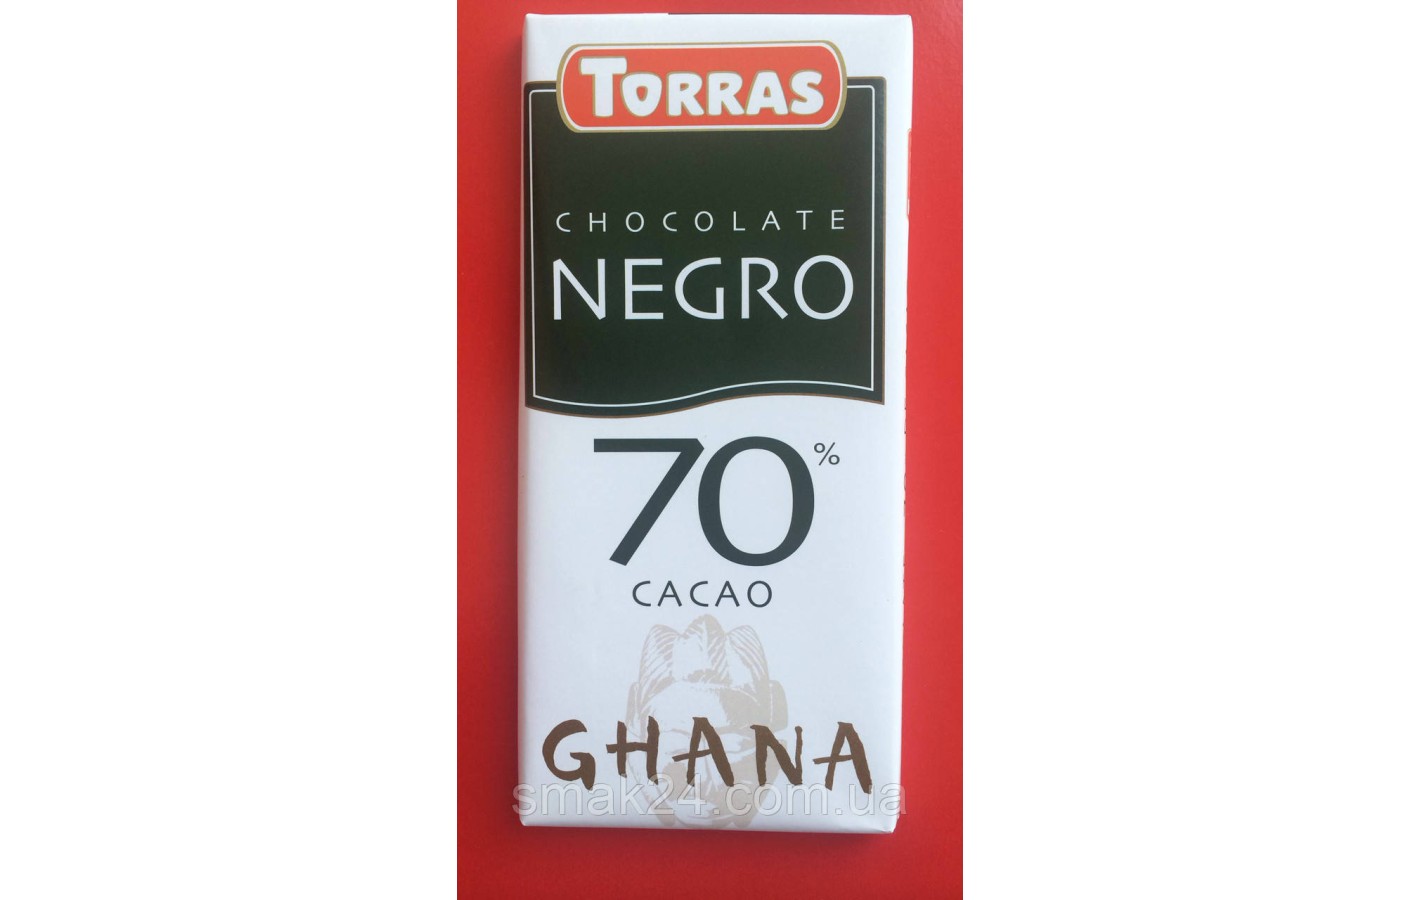 TORRAS
CHOCOLATE
NEGRO
70%
CACAO
GHANA
smak24.com.ua